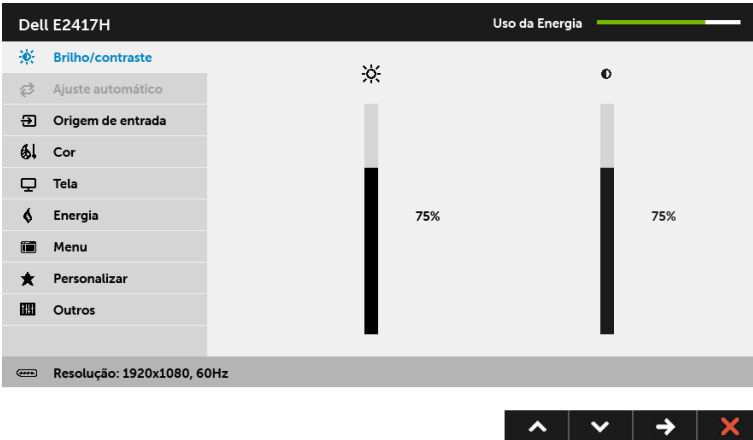 Dell E2417H
Uso da Energia
Brilho/contraste
Ajuste automático
Origem de entrada
Cor
Tela
Energia
Menu
Personalizar
Outros
75%
75%
Resolução: 1920x1080, 60Hz